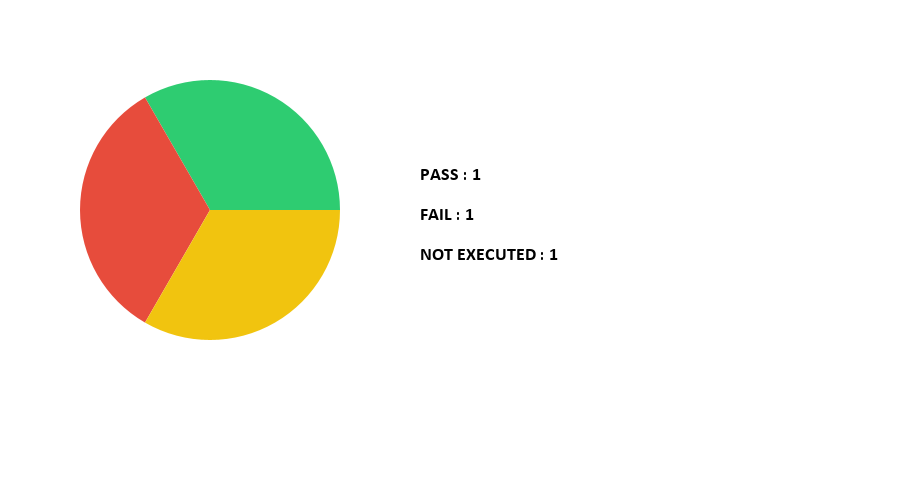 PASS : 1
FAIL : 1
NOT EXECUTED : 1